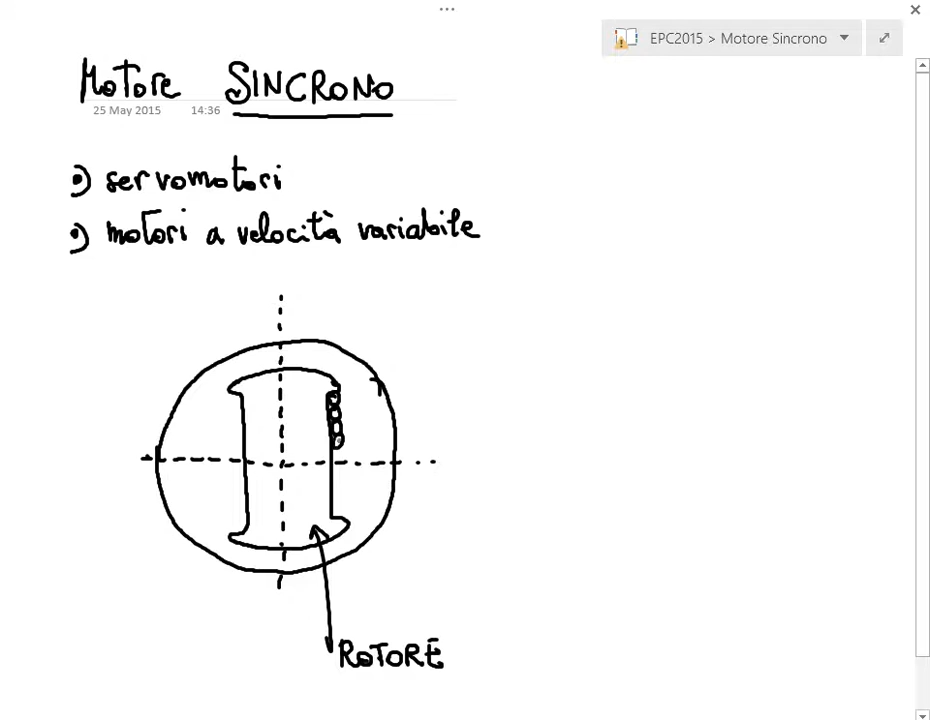 EPC2015 > Motore Sincrono
Motore SINCRONO
25 May 2015 14:36
servomotori
motori a velocità variabile
ROTORE